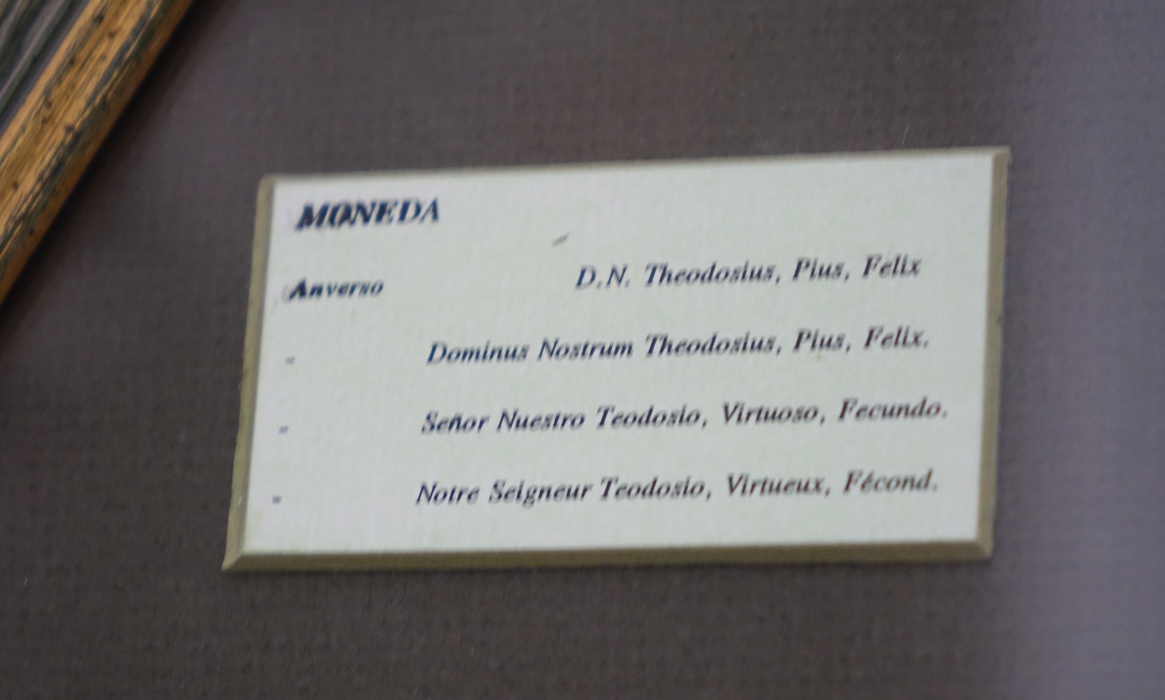 MONEDA
Anverso D.N. Theodosius, Pius, Felix
- Dominus Nostrum Theodosius, Pius, Felix.
- Señor Nuestro Teodosio, Virtuoso, Fecundo.
- Notre Seigneur Teodosio, Virtueux, Fécond.